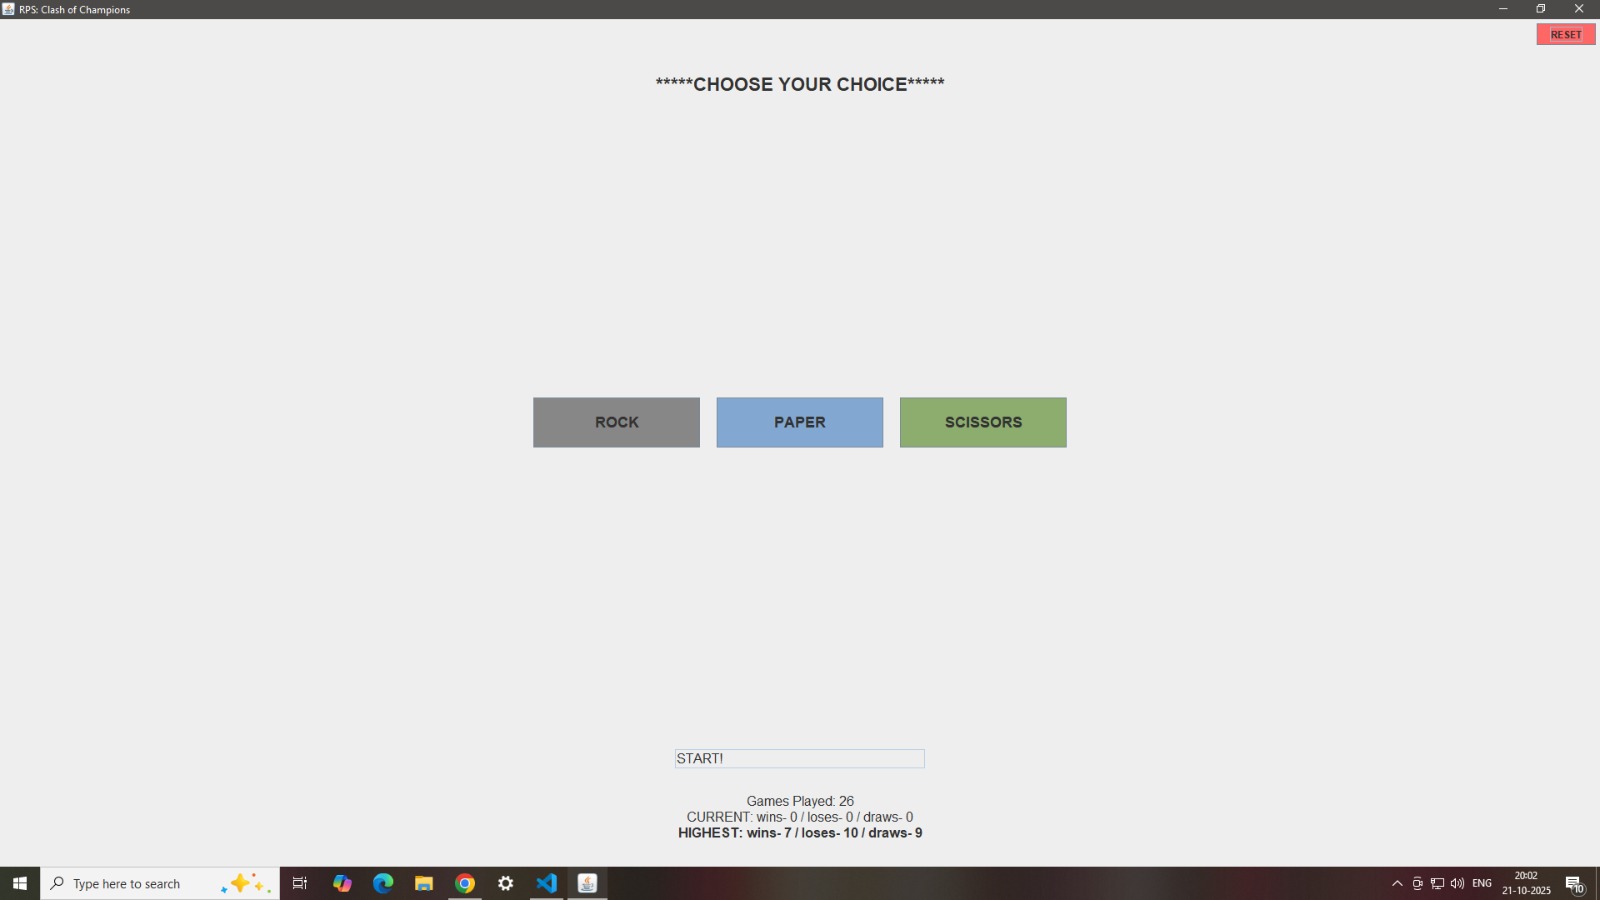 RPS: Clash of Champions
RESET
*****CHOOSE YOUR CHOICE*****
ROCK
PAPER
SCISSORS
START!
Games Played: 26
CURRENT: wins- 0 / loses- 0 / draws- 0
HIGHEST: wins- 7 / loses- 10 / draws- 9
Type here to search
ENG
20:02
21-10-2025
10